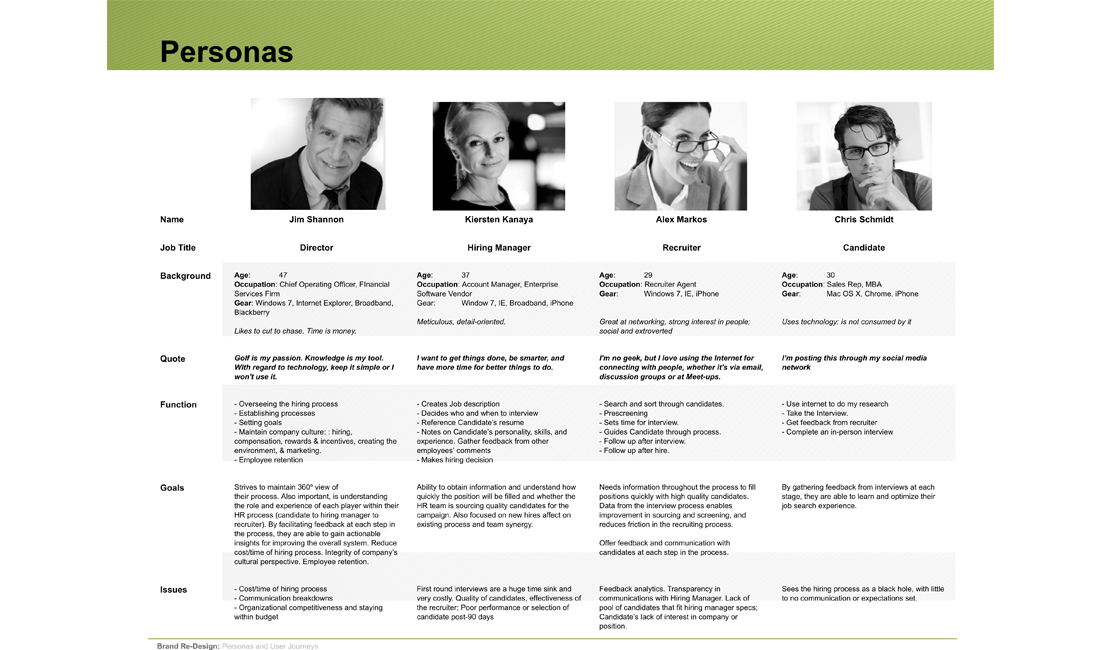 Personas
Name
Jim Shannon
Kiersten Kanaya
Alex Markos
Chris Schmidt
Job Title
Director
Hiring Manager
Recruiter
Candidate
Background
Age: 47
Occupation: Chief Operating Officer, FInancial
Services Firm
Gear: Windows 7, Internet Explorer, Broadband,
Blackberry
Likes to cut to chase. Time is money.
Age: 37
Occupation: Account Manager, Enterprise
Software Vendor
Gear: Window 7, IE, Broadband, iPhone
Meticulous, detail-oriented.
Age: 29
Occupation: Recruiter Agent
Gear: Windows 7, IE, iPhone
Great at networking, strong interest in people;
social and extroverted
Age: 30
Occupation: Sales Rep, MBA
Gear: Mac OS X, Chrome, iPhone
Uses technology; is not consumed by it
Quote
Golf is my passion. Knowledge is my tool.
With regard to technology, keep it simple or I
won't use it.
I want to get things done, be smarter, and
have more time for better things to do.
I'm no geek, but I love using the Internet for
connecting with people, whether it's via email,
discussion groups or at Meet-ups.
I'm posting this through my social media
network
Function
- Overseeing the hiring process
- Establishing processes
- Setting goals
- Maintain company culture: : hiring,
compensation, rewards & incentives, creating the
environment, & marketing.
- Employee retention
- Creates Job description
- Decides who and when to interview
- Reference Candidate's resume
- Notes on Candidate's personality, skills, and
experience. Gather feedback from other
employees' comments
- Makes hiring decision
- Search and sort through candidates.
- Prescreening
- Sets time for interview.
- Guides Candidate through process.
- Follow up after interview.
- Follow up after hire.
- Use internet to do my research
- Take the Interview.
- Get feedback from recruiter
- Complete an in-person interview
Goals
Strives to maintain 360º view of
their process. Also important, is understanding
the role and experience of each player within their
HR process (candidate to hiring manager to
recruiter). By facilitating feedback at each step in
the process, they are able to gain actionable
insights for improving the overall system. Reduce
cost/time of hiring process. Integrity of company's
cultural perspective. Employee retention.
Ability to obtain information and understand how
quickly the position will be filled and whether the
HR team is sourcing quality candidates for the
campaign. Also focused on new hires affect on
existing process and team synergy.
Needs information throughout the process to fill
positions quickly with high quality candidates.
Data from the interview process enables
improvement in sourcing and screening, and
reduces friction in the recruiting process.
Offer feedback and communication with
candidates at each step in the process.
By gathering feedback from interviews at each
stage, they are able to learn and optimize their
job search experience.
Issues
- Cost/time of hiring process
- Communication breakdowns
- Organizational competitiveness and staying
within budget
First round interviews are a huge time sink and
very costly. Quality of candidates, effectiveness of
the recruiter; Poor performance or selection of
candidate post-90 days
Feedback analytics. Transparency in
communications with Hiring Manager. Lack of
pool of candidates that fit hiring manager specs;
Candidate's lack of interest in company or
position.
Sees the hiring process as a black hole, with little
to no communication or expectations set.
Brand Re-Design: Personas and User Journeys